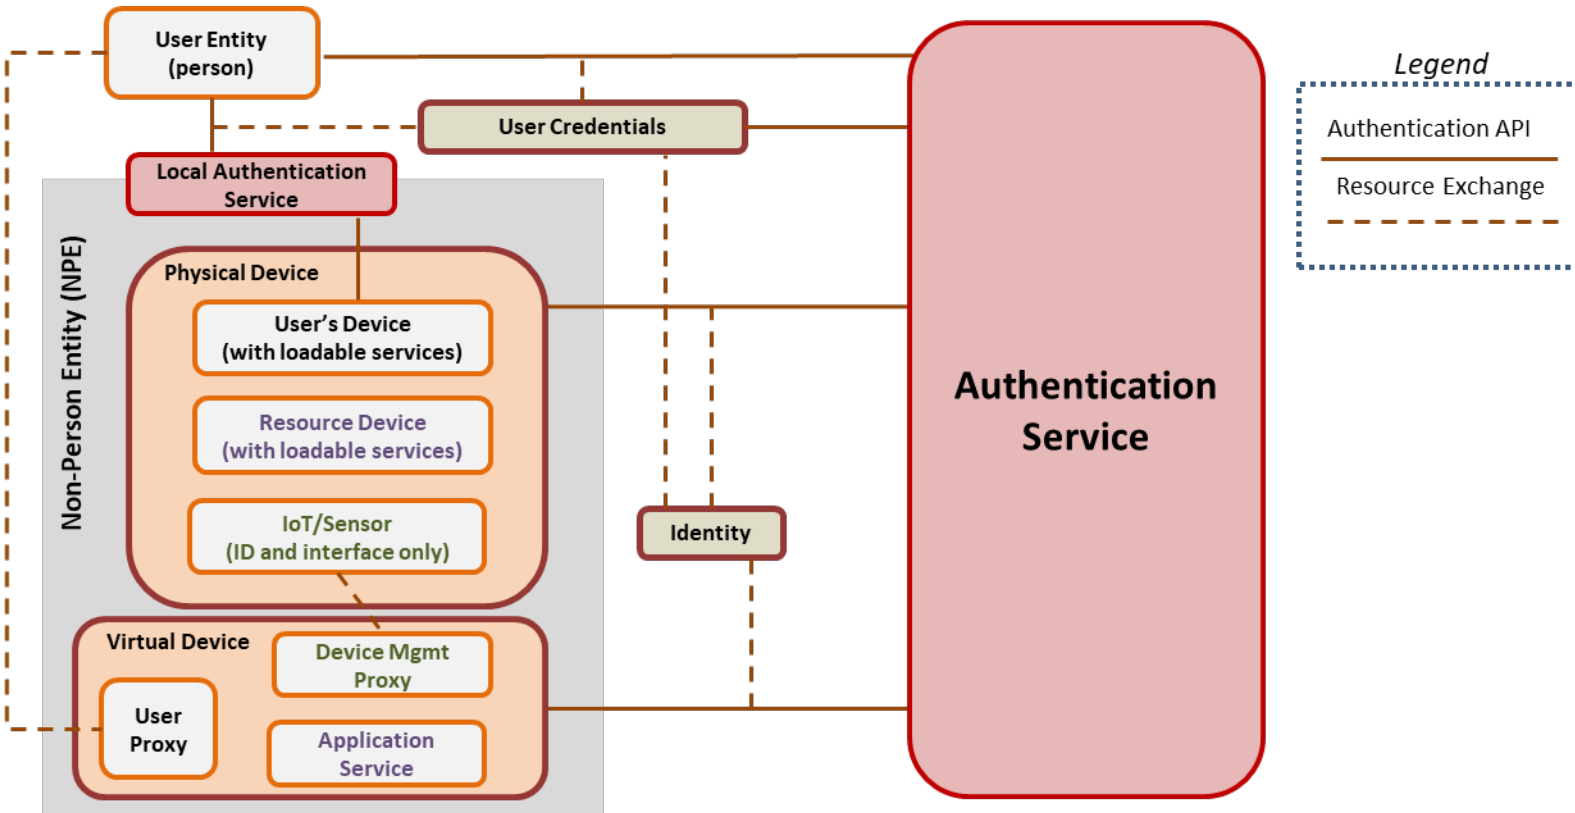 User Entity
(person)
User Credentials
Local Authentication
Service
Non-Person Entity (NPE)
Physical Device
User’s Device
(with loadable services)
Resource Device
(with loadable services)
IoT/Sensor
(ID and interface only)
Virtual Device
Device Mgmt
Proxy
User
Proxy
Application
Service
Identity
Authentication
Service
Legend
Authentication API
Resource Exchange